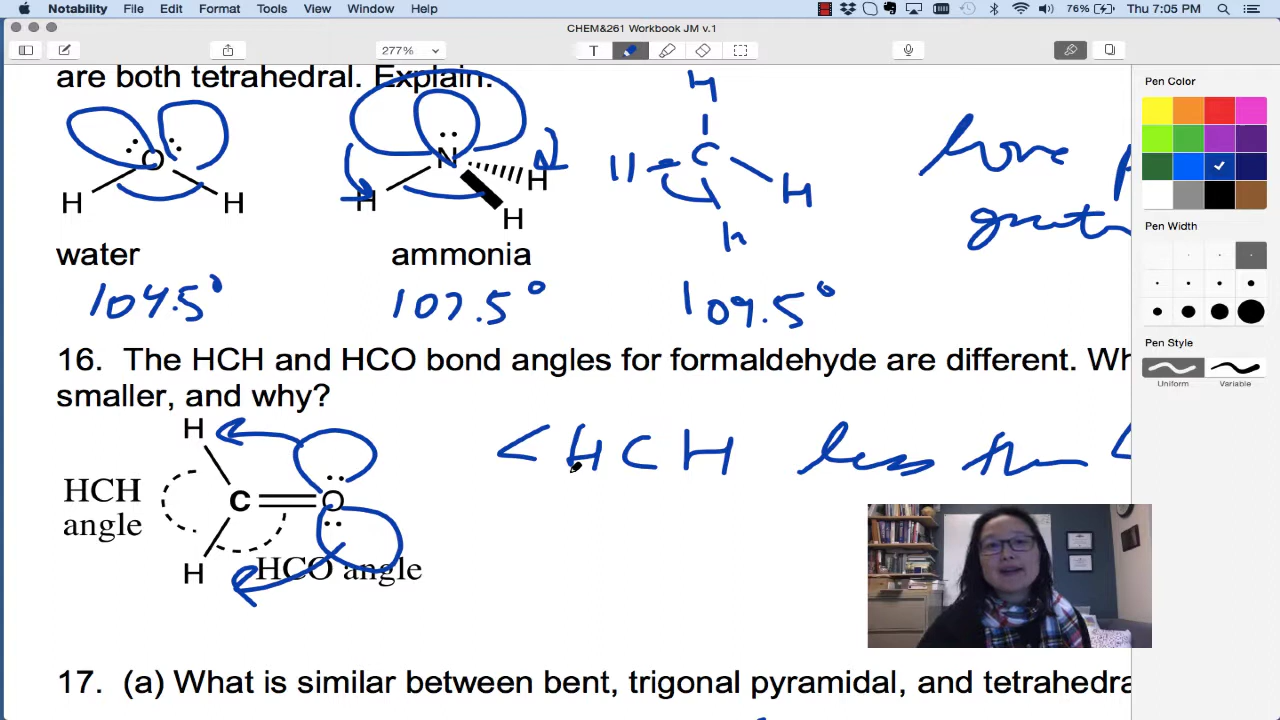 Notability File Edit Format View Tools Window Help 76% Thu 7:05 PM
CHEM&261 Workbook JM v.1
277%
T
Pen Color
Pen Width
Pen Style
Uniform Variable
are both tetrahedral. Explain.
H O H
H N H H
H C H H H
lone
water ammonia
104.5° 107.5° 109.5°
16. The HCH and HCO bond angles for formaldehyde are different. Wh
smaller, and why?
H
<HCH less than <
HCH
angle
C O
H
HCO angle
17. (a) What is similar between bent, trigonal pyramidal, and tetrahedra